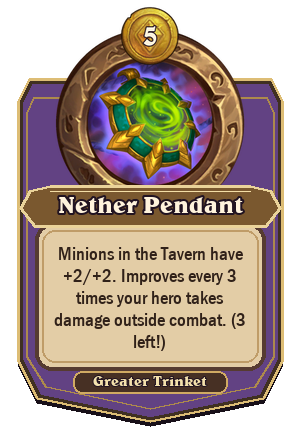 5
Nether Pendant
Minions in the Tavern have
+2/+2. Improves every 3
times your hero takes
damage outside combat. (3
left!)
Greater Trinket